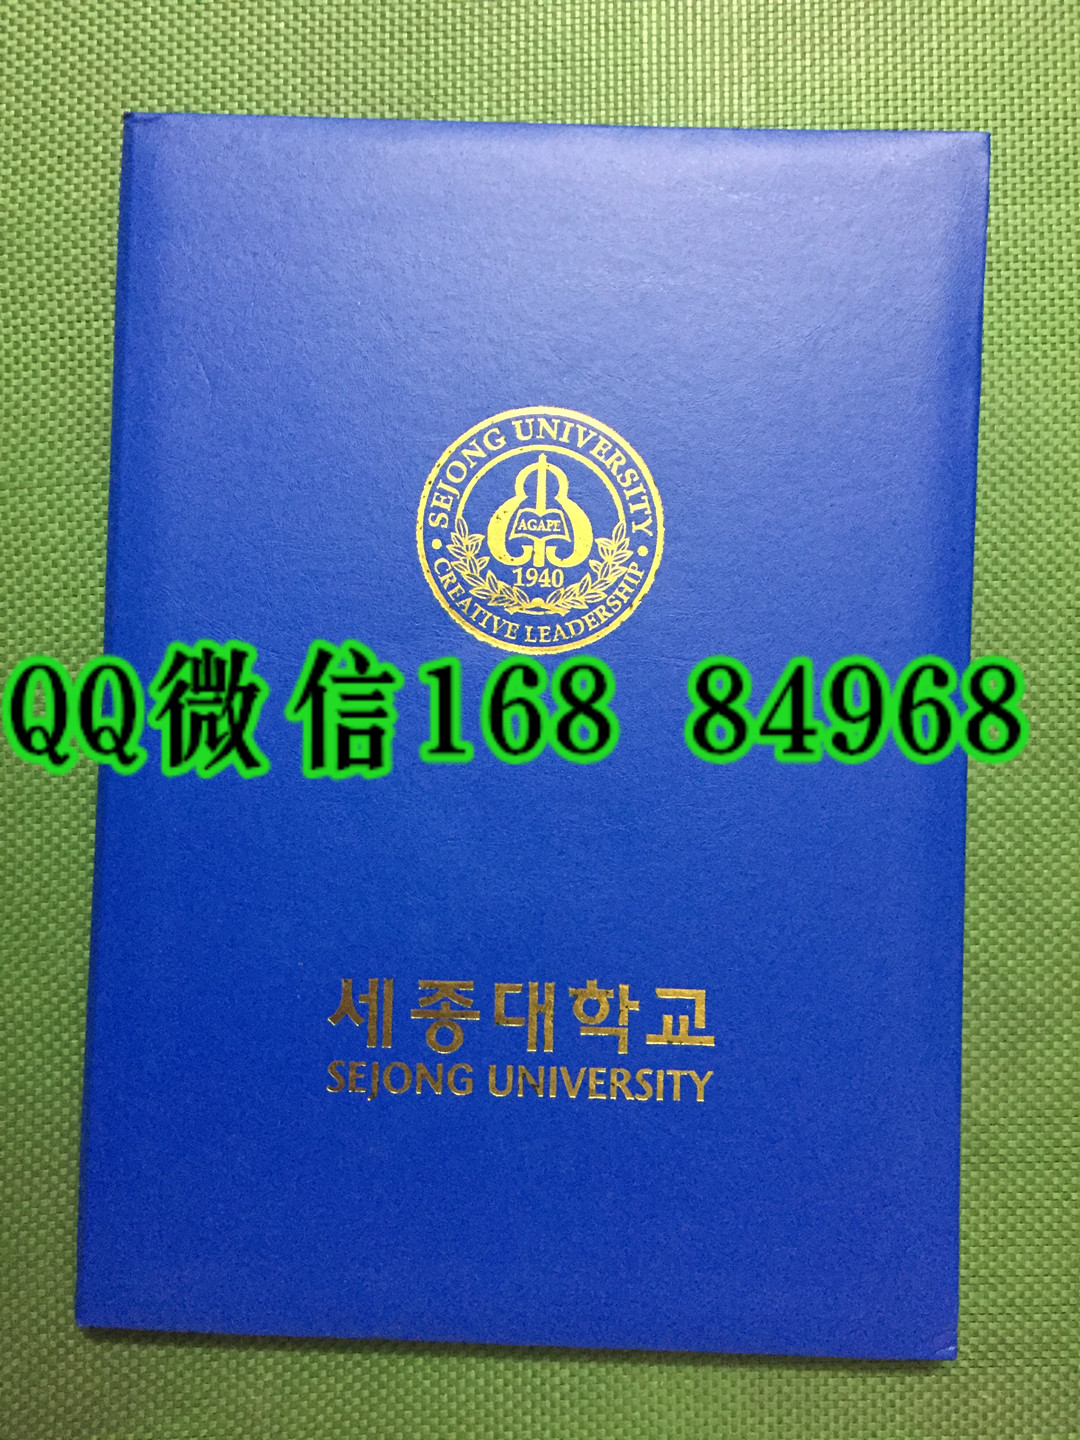 SEJONG UNIVERSITY
AGAPE
1940
CREATIVE LEADERSHIP
QQ微信168 84968
세종대학교
SEJONG UNIVERSITY